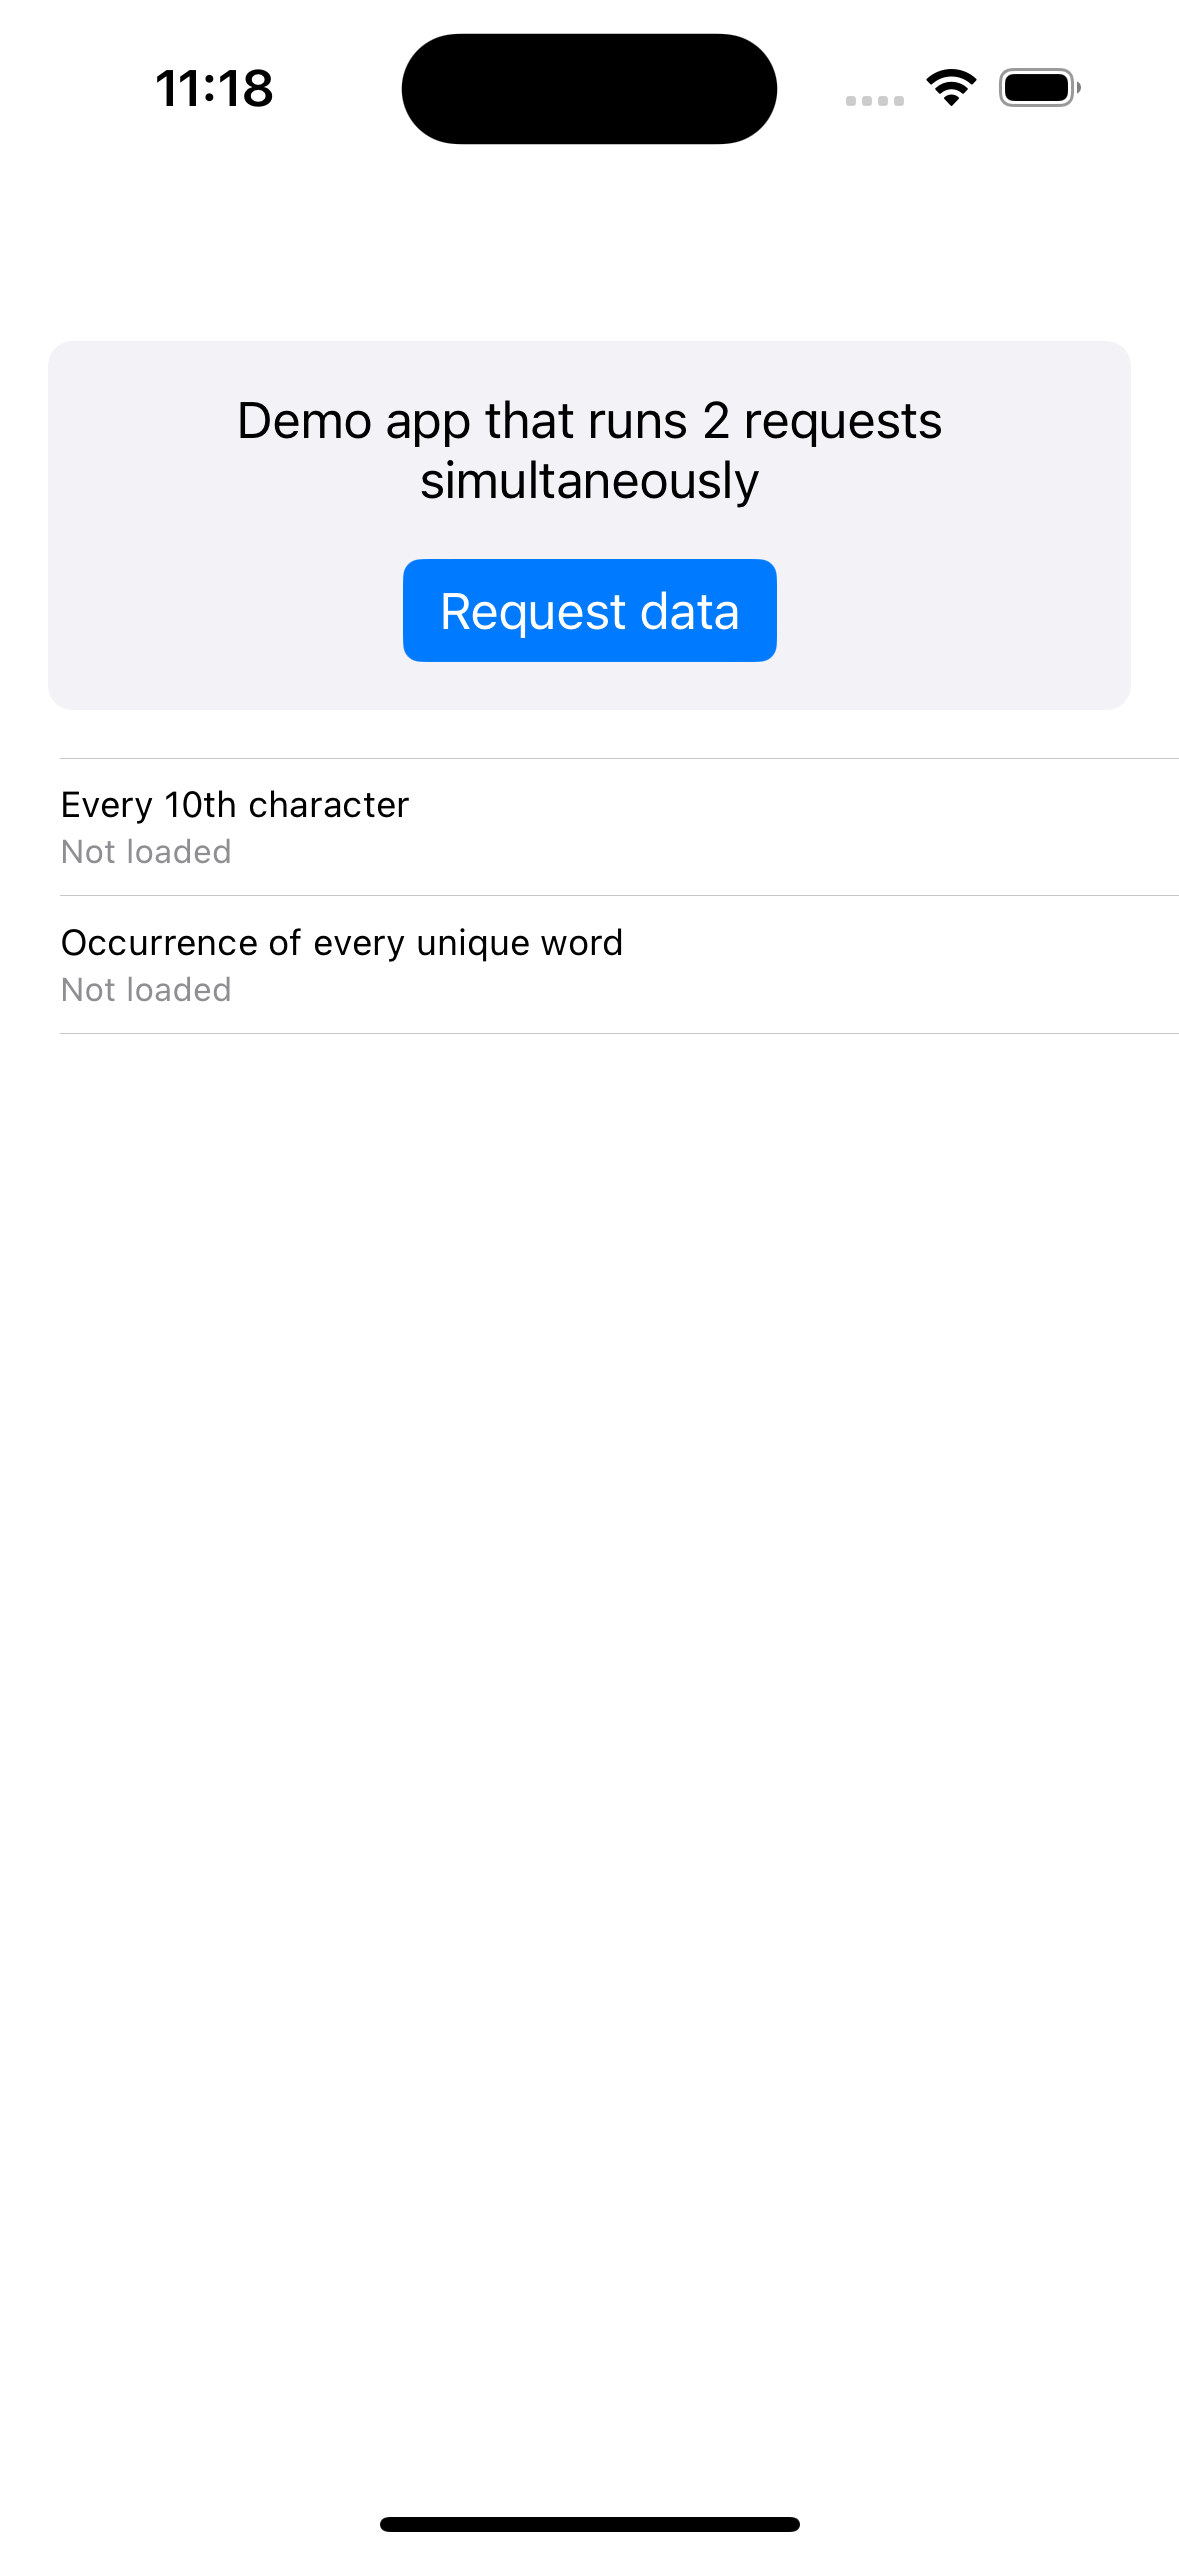 11:18
Demo app that runs 2 requests
simultaneously
Request data
Every 10th character
Not loaded
Occurrence of every unique word
Not loaded